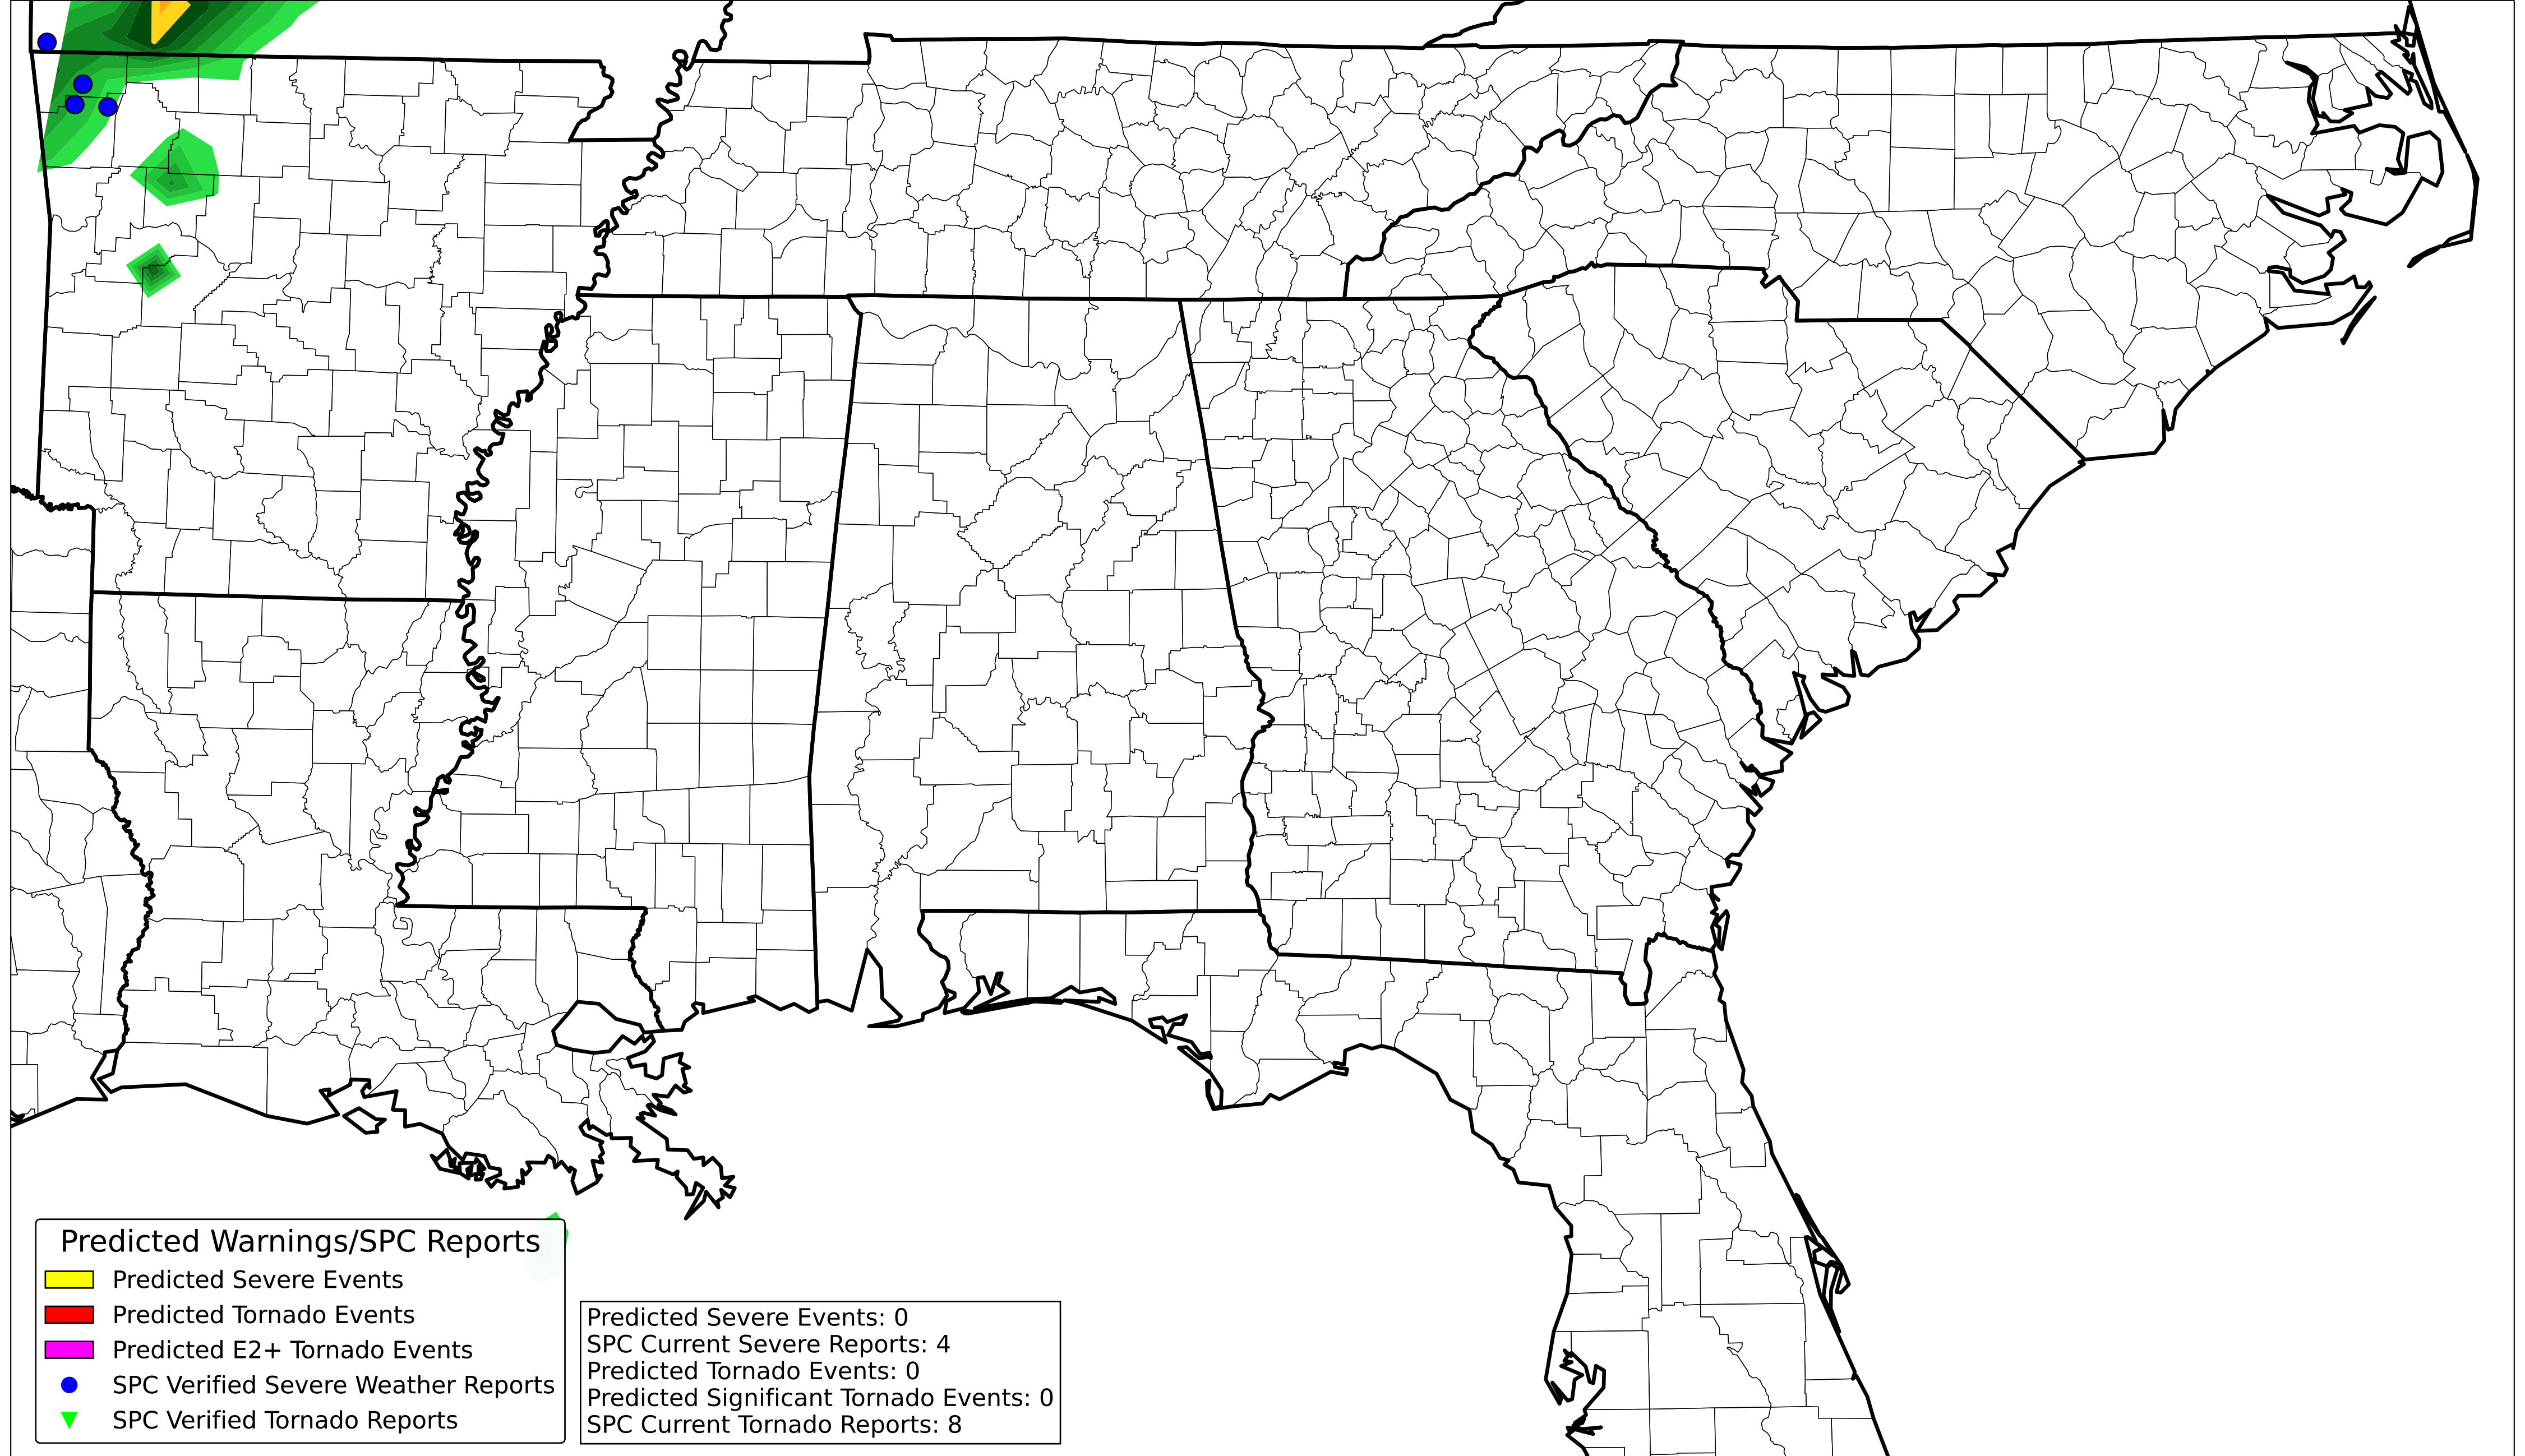 Predicted Warnings/SPC Reports
Predicted Severe Events
Predicted Tornado Events
Predicted E2+ Tornado Events
SPC Verified Severe Weather Reports
SPC Verified Tornado Reports
Predicted Severe Events: 0
SPC Current Severe Reports: 4
Predicted Tornado Events: 0
Predicted Significant Tornado Events: 0
SPC Current Tornado Reports: 8